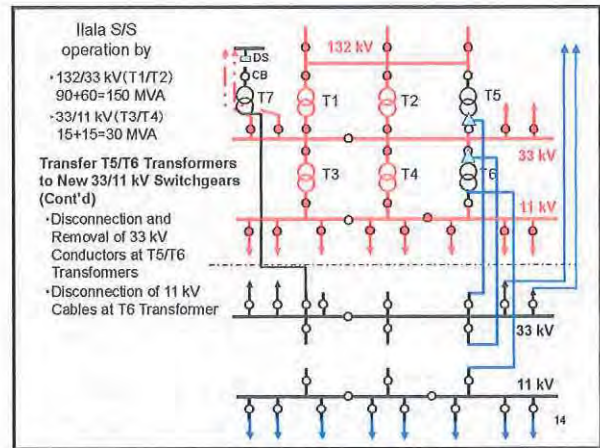 Ilala S/S
operation by
・132/33 kV(T1/T2)
90+60=150 MVA
・33/11 kV(T3/T4)
15+15=30 MVA
Transfer T5/T6 Transformers
to New 33/11 kV Switchgears
(Cont'd)
・Disconnection and
Removal of 33 kV
Conductors at T5/T6
Transformers
・Disconnection of 11 kV
Cables at T6 Transformer
DS
CB
T7
132 kV
T1
T2
T5
33 kV
T3
T4
T6
11 kV
33 kV
11 kV
14